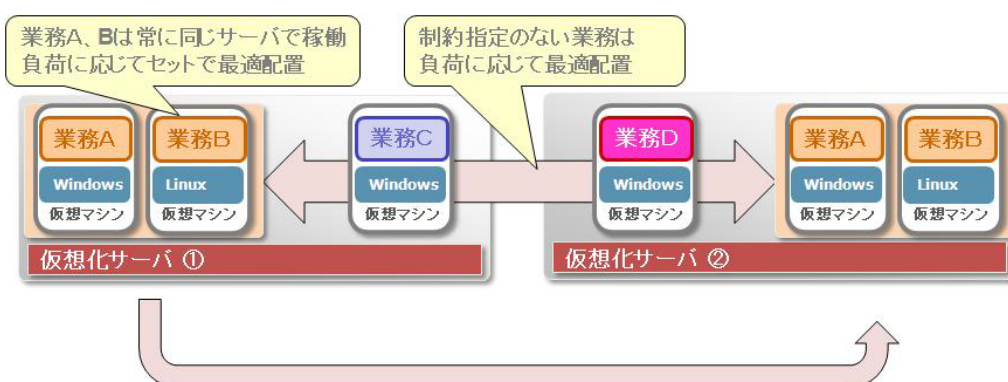 業務A、Bは常に同じサーバで稼働
負荷に応じてセットで最適配置
制約指定のない業務は
負荷に応じて最適配置
業務A
Windows
仮想マシン
業務B
Linux
仮想マシン
業務C
Windows
仮想マシン
業務D
Windows
仮想マシン
業務A
Windows
仮想マシン
業務B
Linux
仮想マシン
仮想化サーバ ①
仮想化サーバ ②